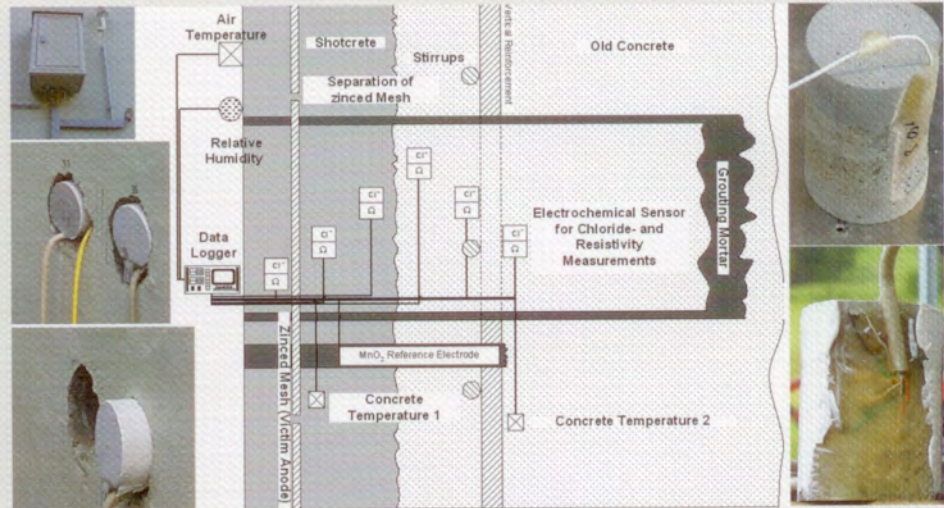 Air
Temperature
Shotcrete
Separation of
zinced Mesh
Stirrups
Vertical Reinforcement
Old Concrete
Relative
Humidity
Cl⁻
Ω
Cl⁻
Ω
Cl⁻
Ω
Cl⁻
Ω
Cl⁻
Ω
Cl⁻
Ω
Electrochemical Sensor
for Chloride- and
Resistivity
Measurements
Grouting Mortar
Data
Logger
Zinced Mesh (Victim Anode)
MnO₂ Reference Electrode
Concrete
Temperature 1
Concrete Temperature 2